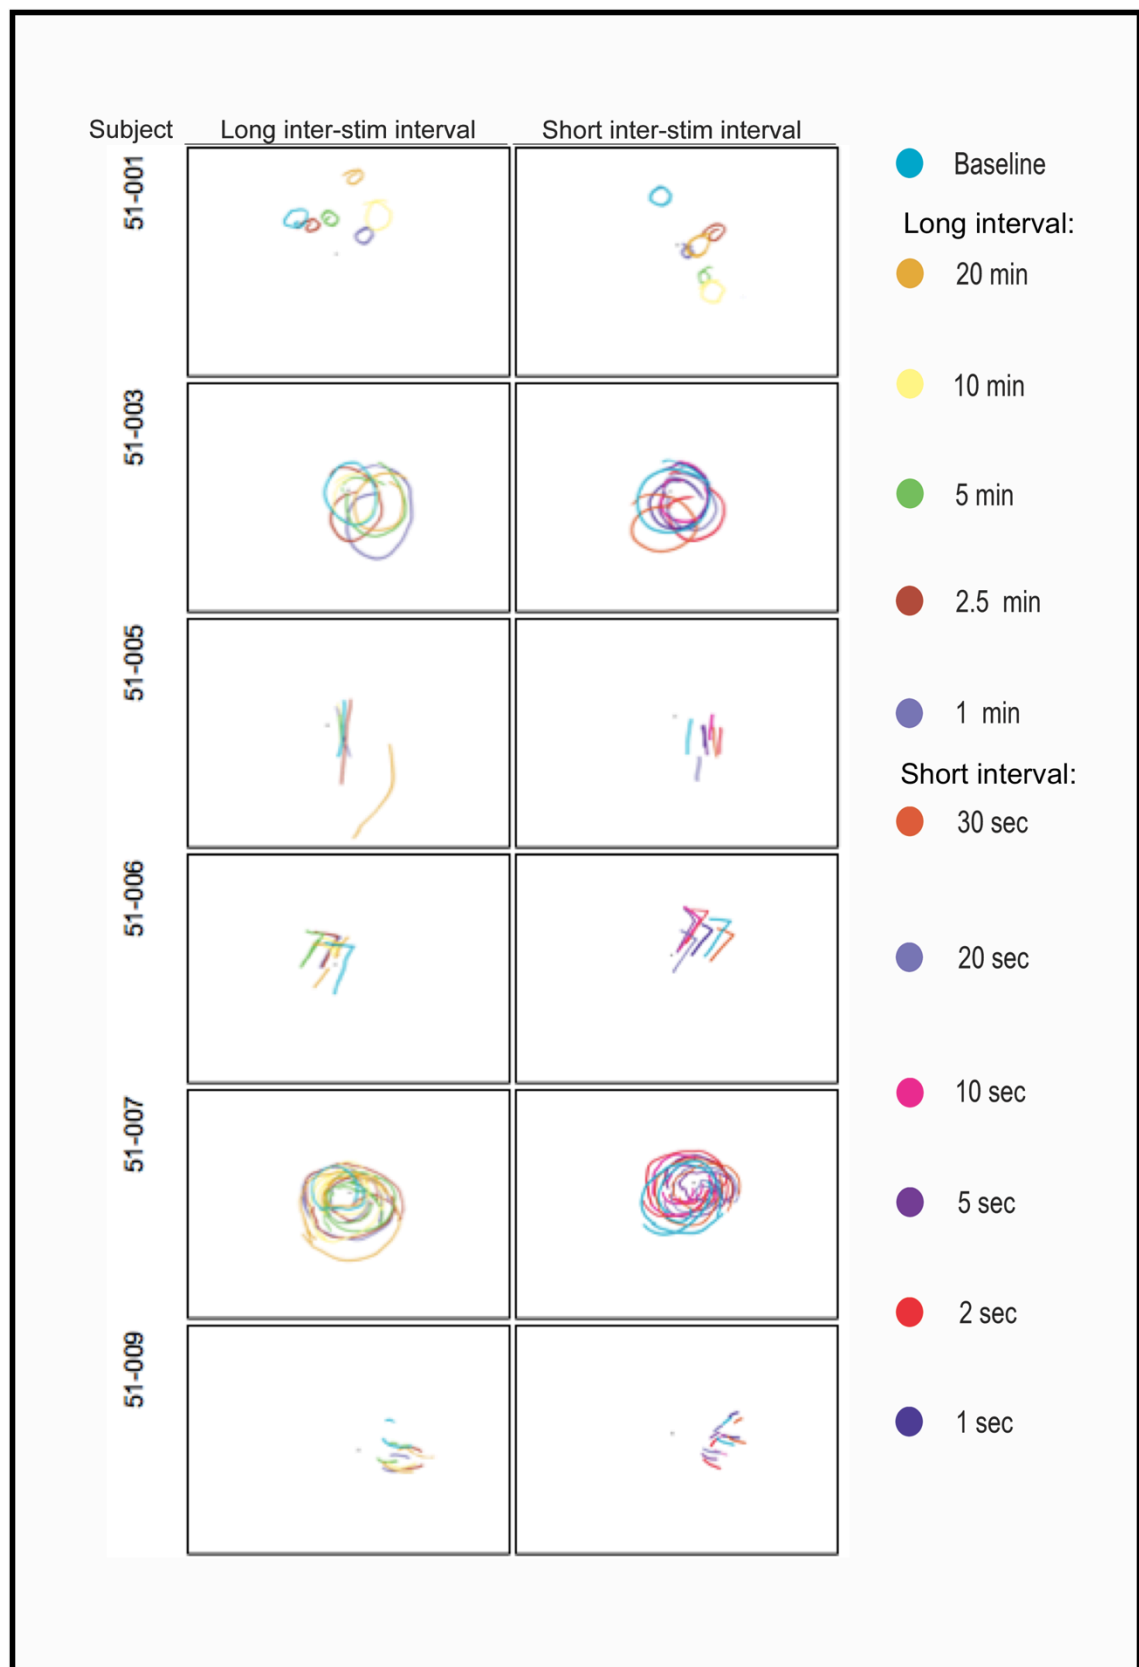 Subject Long inter-stim interval Short inter-stim interval
51-001
51-003
51-005
51-006
51-007
51-009
Baseline
Long interval:
20 min
10 min
5 min
2.5 min
1 min
Short interval:
30 sec
20 sec
10 sec
5 sec
2 sec
1 sec